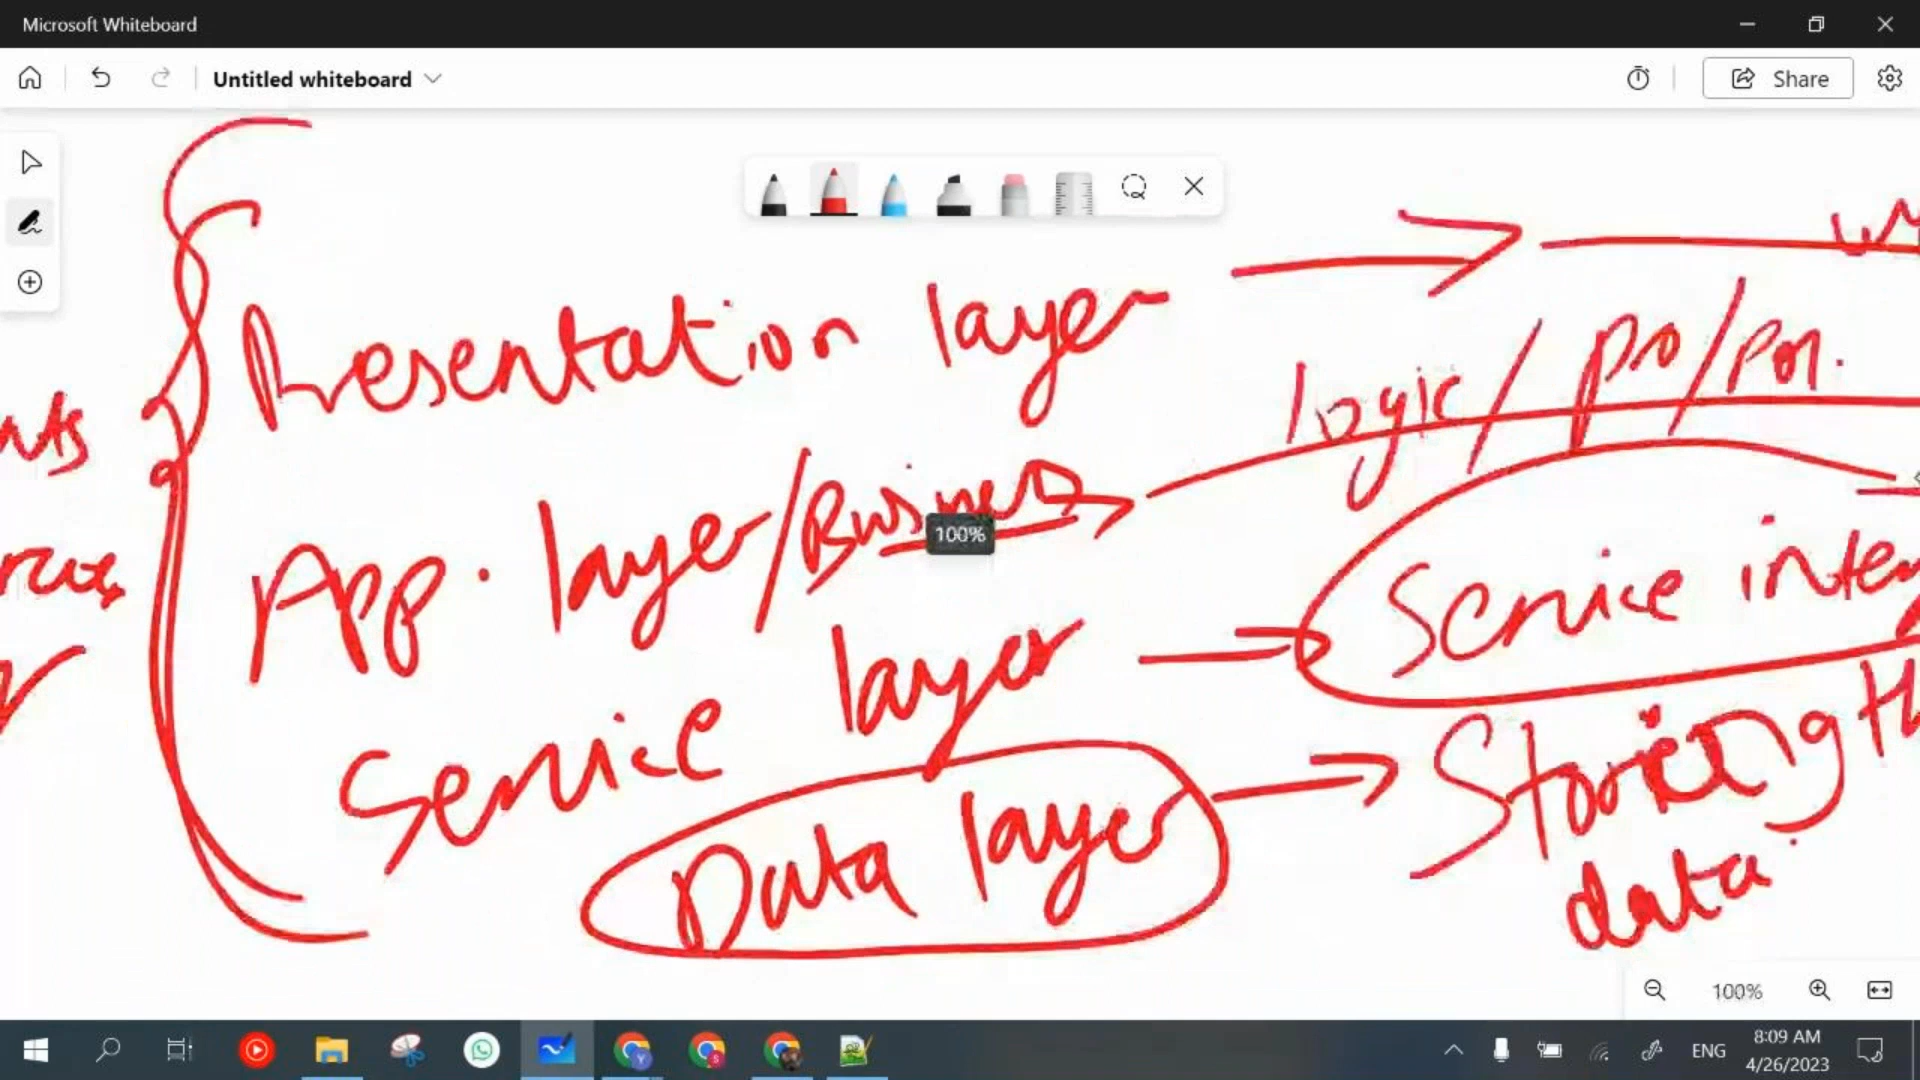 Microsoft Whiteboard
Untitled whiteboard
Share
Presentation layer
logic /
App. layer/Business
100%
Service layer
Service inte
Data layer
data
100%
ENG
8:09 AM
4/26/2023